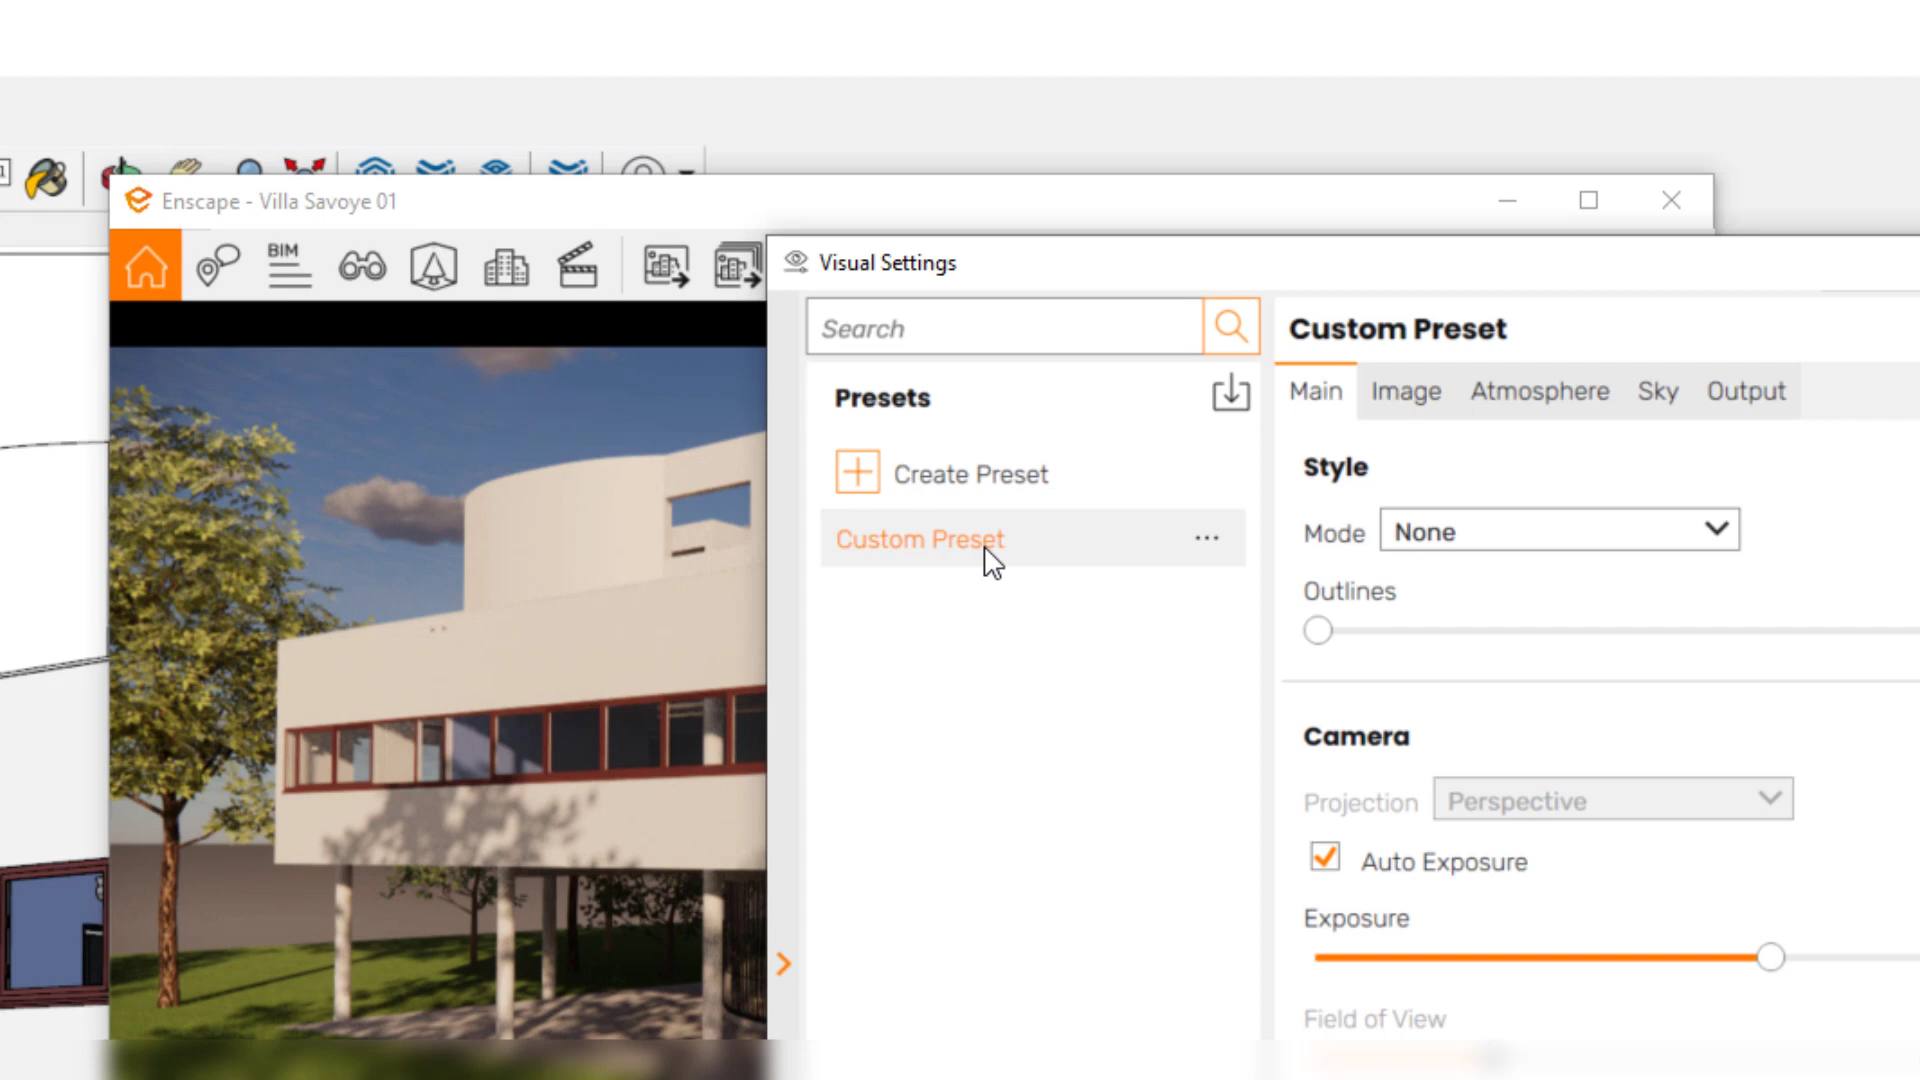 1
Enscape - Villa Savoye 01
BIM
Visual Settings
Search
Custom Preset
Main Image Atmosphere Sky Output
Presets
Create Preset
Custom Preset ...
Style
Mode None
Outlines
Camera
Projection Perspective
Auto Exposure
Exposure
Field of View